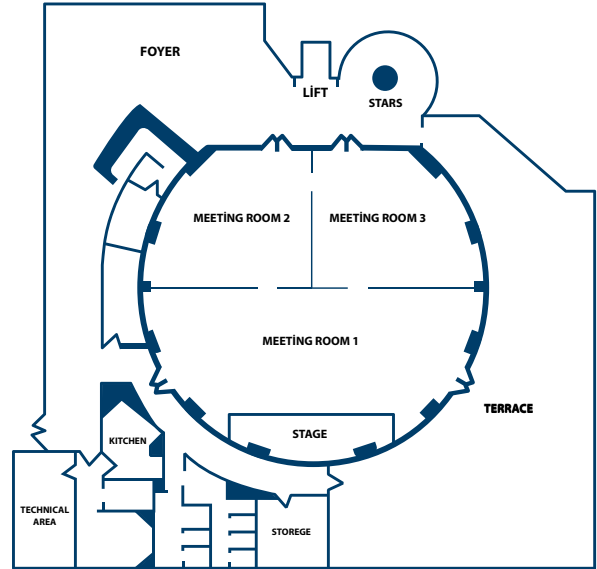 FOYER
LİFT
STARS
MEETİNG ROOM 2
MEETİNG ROOM 3
MEETİNG ROOM 1
TERRACE
STAGE
KITCHEN
TECHNICAL
AREA
STOREGE